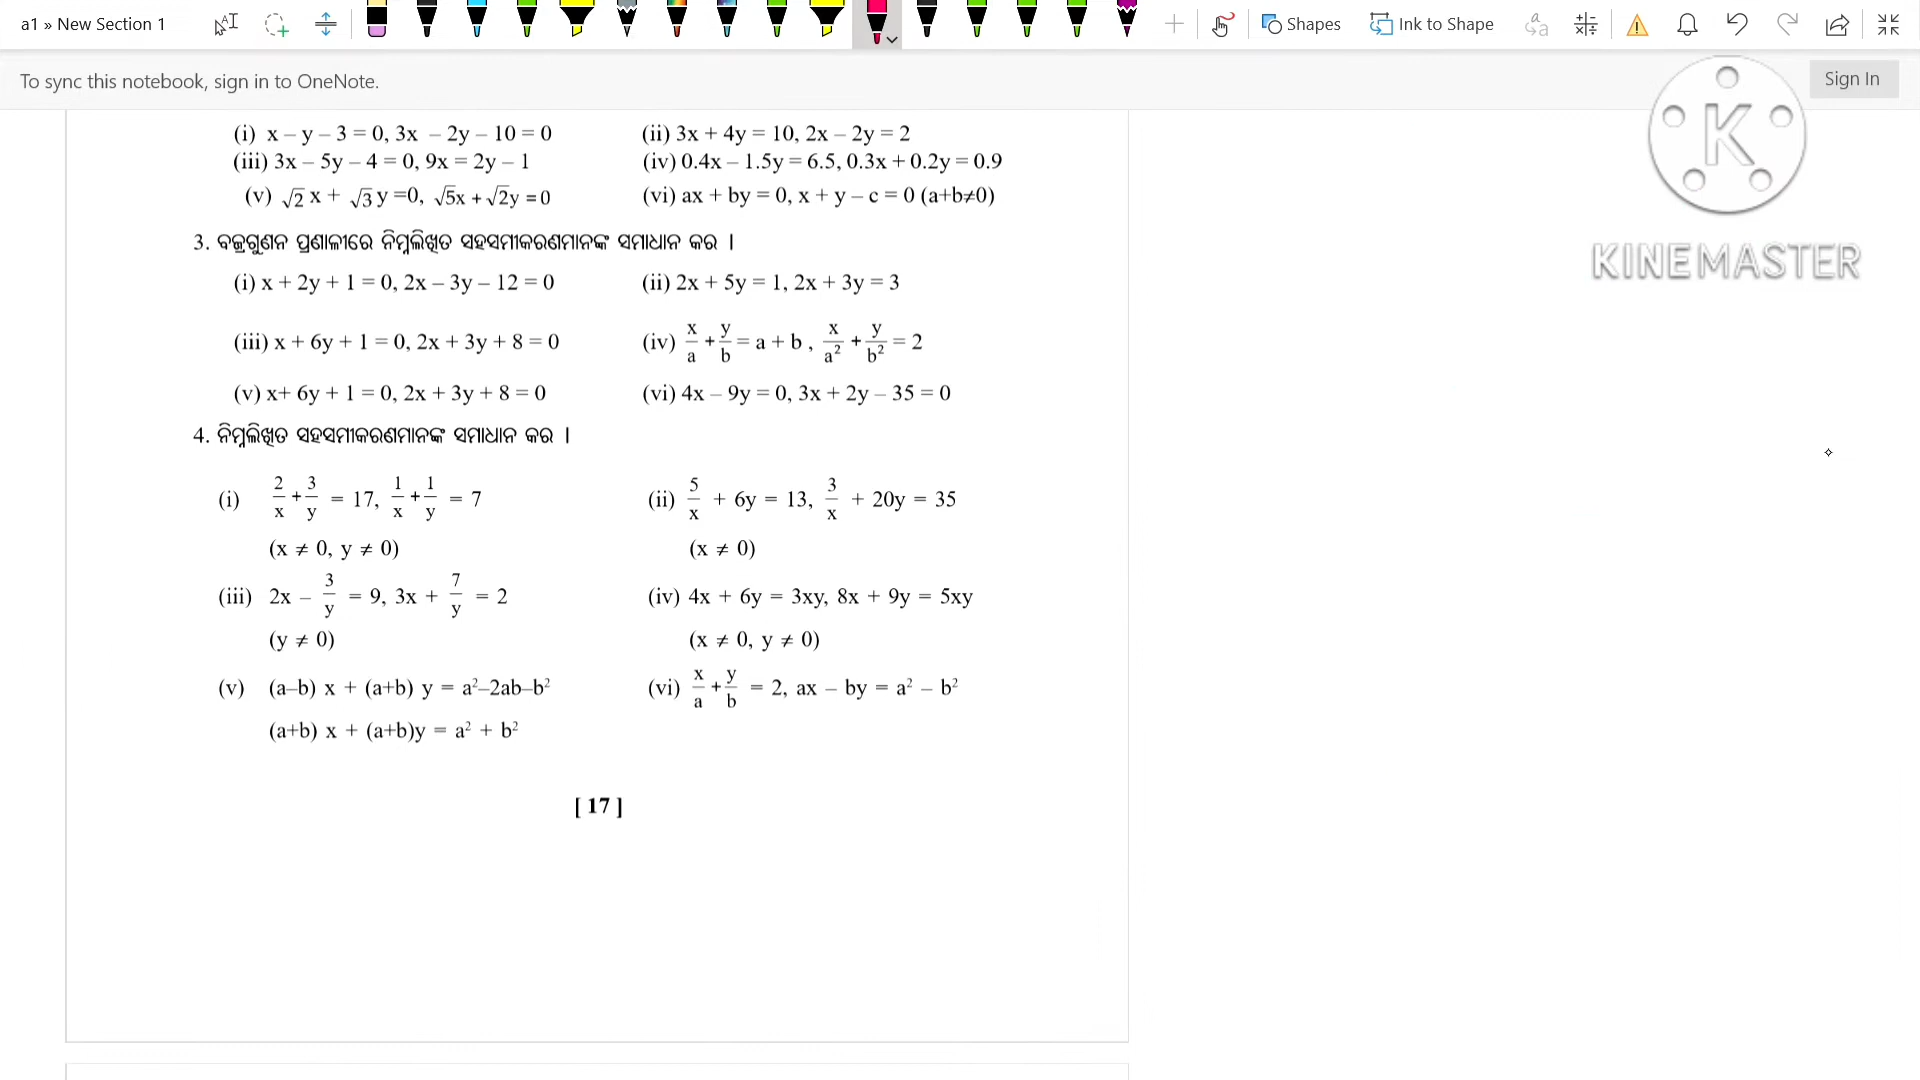 a1 » New Section 1
Shapes
Ink to Shape
To sync this notebook, sign in to OneNote.
Sign In
K
KINEMASTER
(i) x – y – 3 = 0, 3x – 2y – 10 = 0
(ii) 3x + 4y = 10, 2x – 2y = 2
(iii) 3x – 5y – 4 = 0, 9x = 2y – 1
(iv) 0.4x – 1.5y = 6.5, 0.3x + 0.2y = 0.9
(v) √2 x + √3 y =0, √5x + √2y = 0
(vi) ax + by = 0, x + y – c = 0 (a+b≠0)
3. ବଜ୍ରଗୁଣନ ପ୍ରଣାଳୀରେ ନିମ୍ନଲିଖିତ ସହସମୀକରଣମାନଙ୍କ ସମାଧାନ କର ।
(i) x + 2y + 1 = 0, 2x – 3y – 12 = 0
(ii) 2x + 5y = 1, 2x + 3y = 3
(iii) x + 6y + 1 = 0, 2x + 3y + 8 = 0
(iv) x/a + y/b = a + b , x/a² + y/b² = 2
(v) x+ 6y + 1 = 0, 2x + 3y + 8 = 0
(vi) 4x – 9y = 0, 3x + 2y – 35 = 0
4. ନିମ୍ନଲିଖିତ ସହସମୀକରଣମାନଙ୍କ ସମାଧାନ କର ।
(i) 2/x + 3/y = 17, 1/x + 1/y = 7
(ii) 5/x + 6y = 13, 3/x + 20y = 35
(x ≠ 0, y ≠ 0)
(x ≠ 0)
(iii) 2x – 3/y = 9, 3x + 7/y = 2
(iv) 4x + 6y = 3xy, 8x + 9y = 5xy
(y ≠ 0)
(x ≠ 0, y ≠ 0)
(v) (a–b) x + (a+b) y = a²–2ab–b²
(vi) x/a + y/b = 2, ax – by = a² – b²
(a+b) x + (a+b)y = a² + b²
[ 17 ]